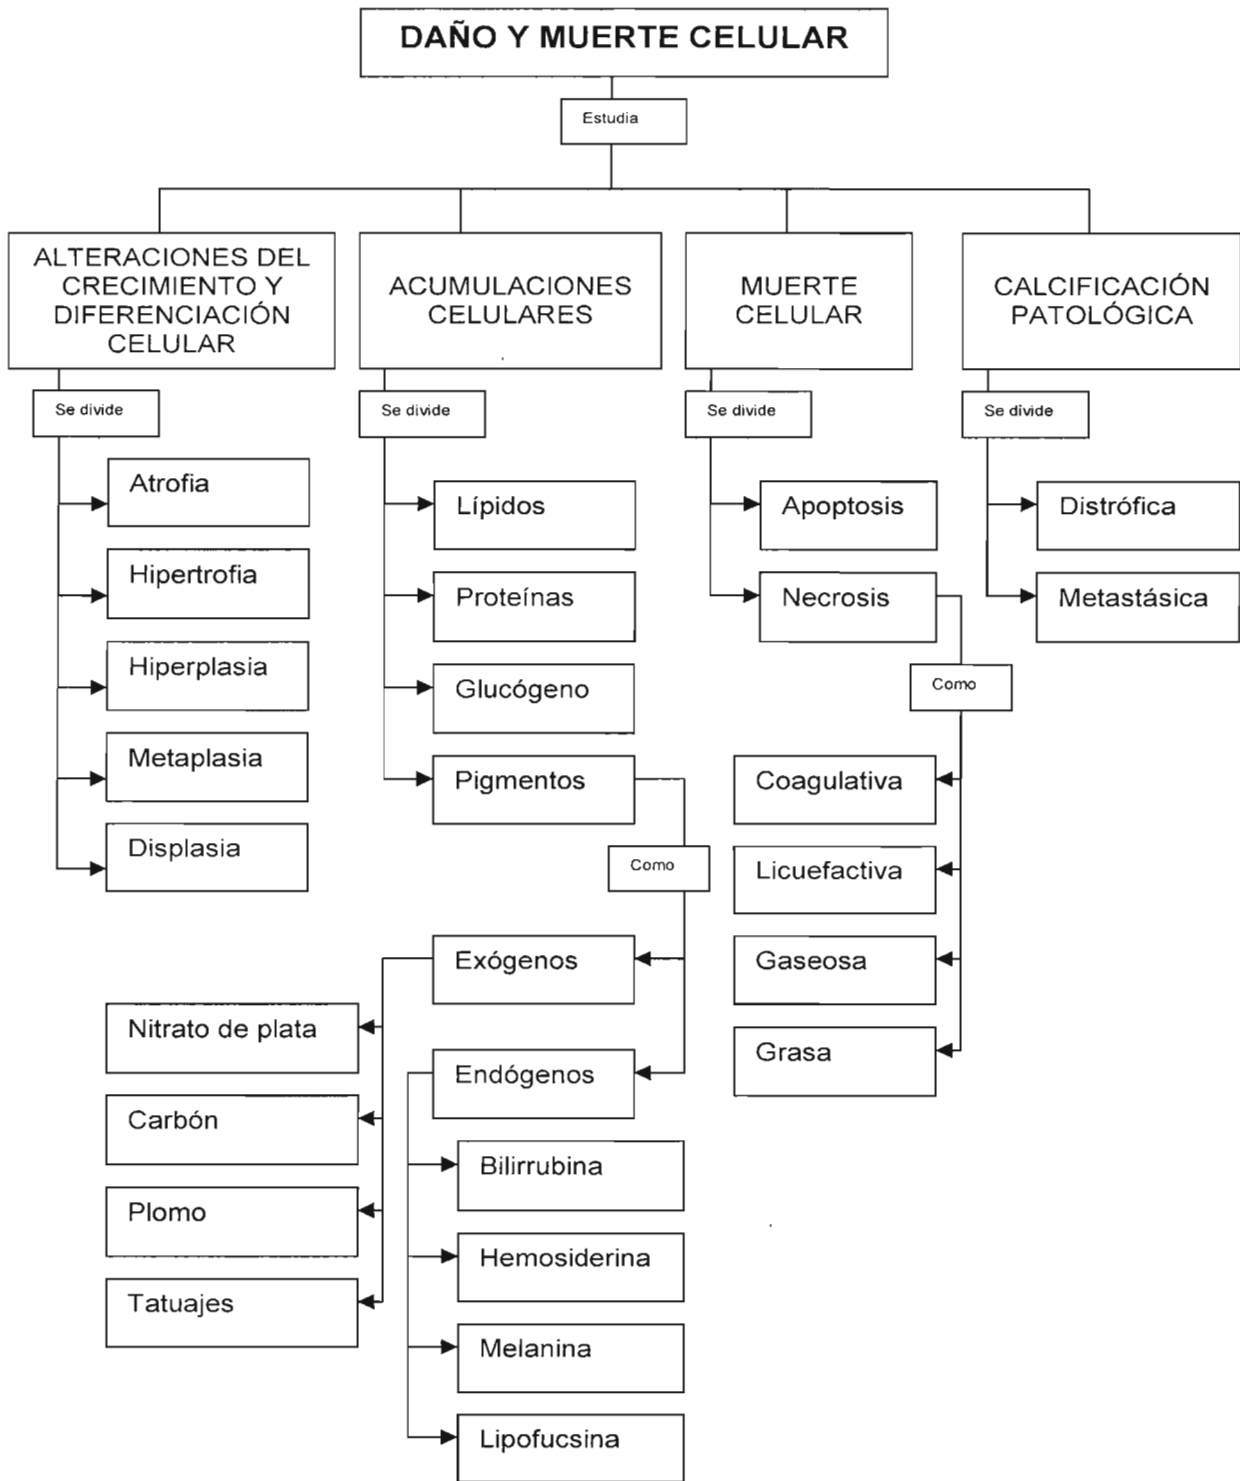 DAÑO Y MUERTE CELULAR
Estudia
ALTERACIONES DEL
CRECIMIENTO Y
DIFERENCIACIÓN
CELULAR
Se divide
Atrofia
Hipertrofia
Hiperplasia
Metaplasia
Displasia
ACUMULACIONES
CELULARES
Se divide
Lípidos
Proteínas
Glucógeno
Pigmentos
Como
Exógenos
Nitrato de plata
Carbón
Plomo
Tatuajes
Endógenos
Bilirrubina
Hemosiderina
Melanina
Lipofucsina
MUERTE
CELULAR
Se divide
Apoptosis
Necrosis
Como
Coagulativa
Licuefactiva
Gaseosa
Grasa
CALCIFICACIÓN
PATOLÓGICA
Se divide
Distrófica
Metastásica